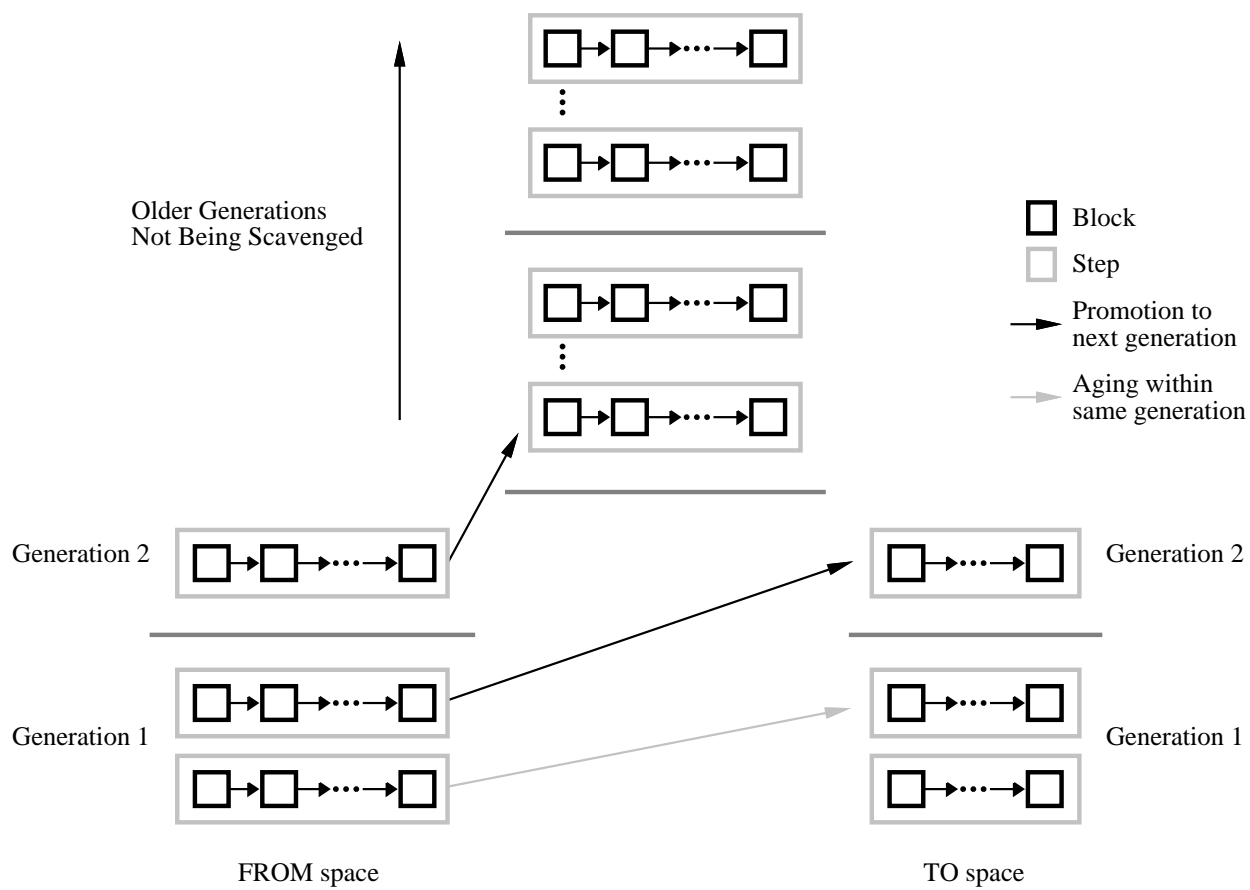 Older Generations
Not Being Scavenged
Block
Step
Promotion to
next generation
Aging within
same generation
Generation 2
Generation 2
Generation 1
Generation 1
FROM space
TO space